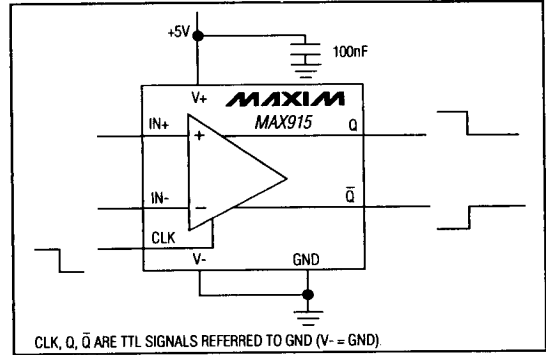 +5V
100nF
V+
MAXIM
MAX915
IN+
+
Q
IN-
−
Q̅
CLK
V-
GND
CLK, Q, Q̅ ARE TTL SIGNALS REFERRED TO GND (V- = GND).